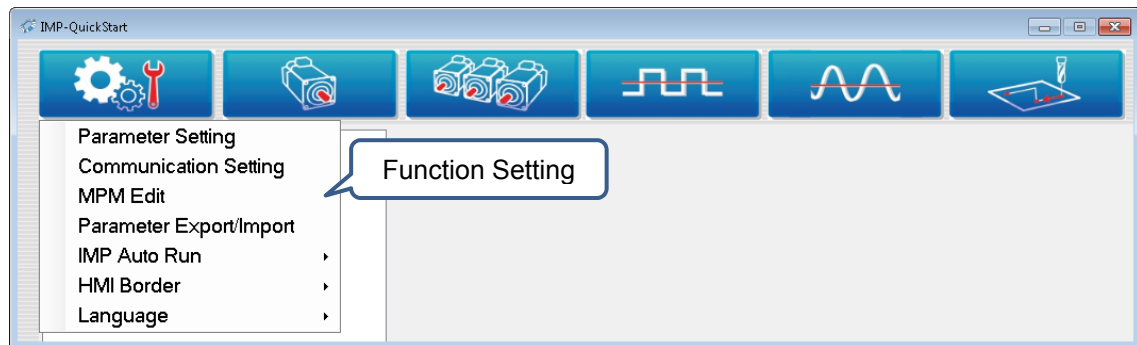 IMP-QuickStart
Parameter Setting
Communication Setting
MPM Edit
Parameter Export/Import
IMP Auto Run
HMI Border
Language
Function Setting